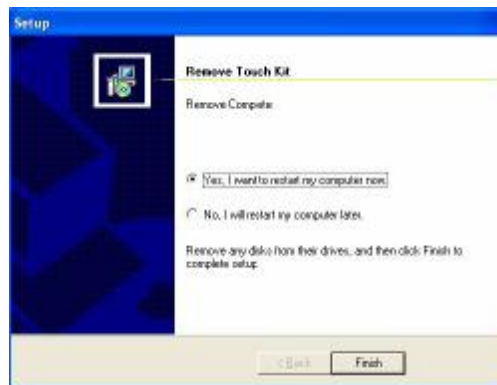 Setup
Remove Touch Kit
Remove Compete
Yes, I want to restart my computer now.
No, I will restart my computer later.
Remove any disks from their drives, and then click Finish to
complete setup.
< Back
Finish